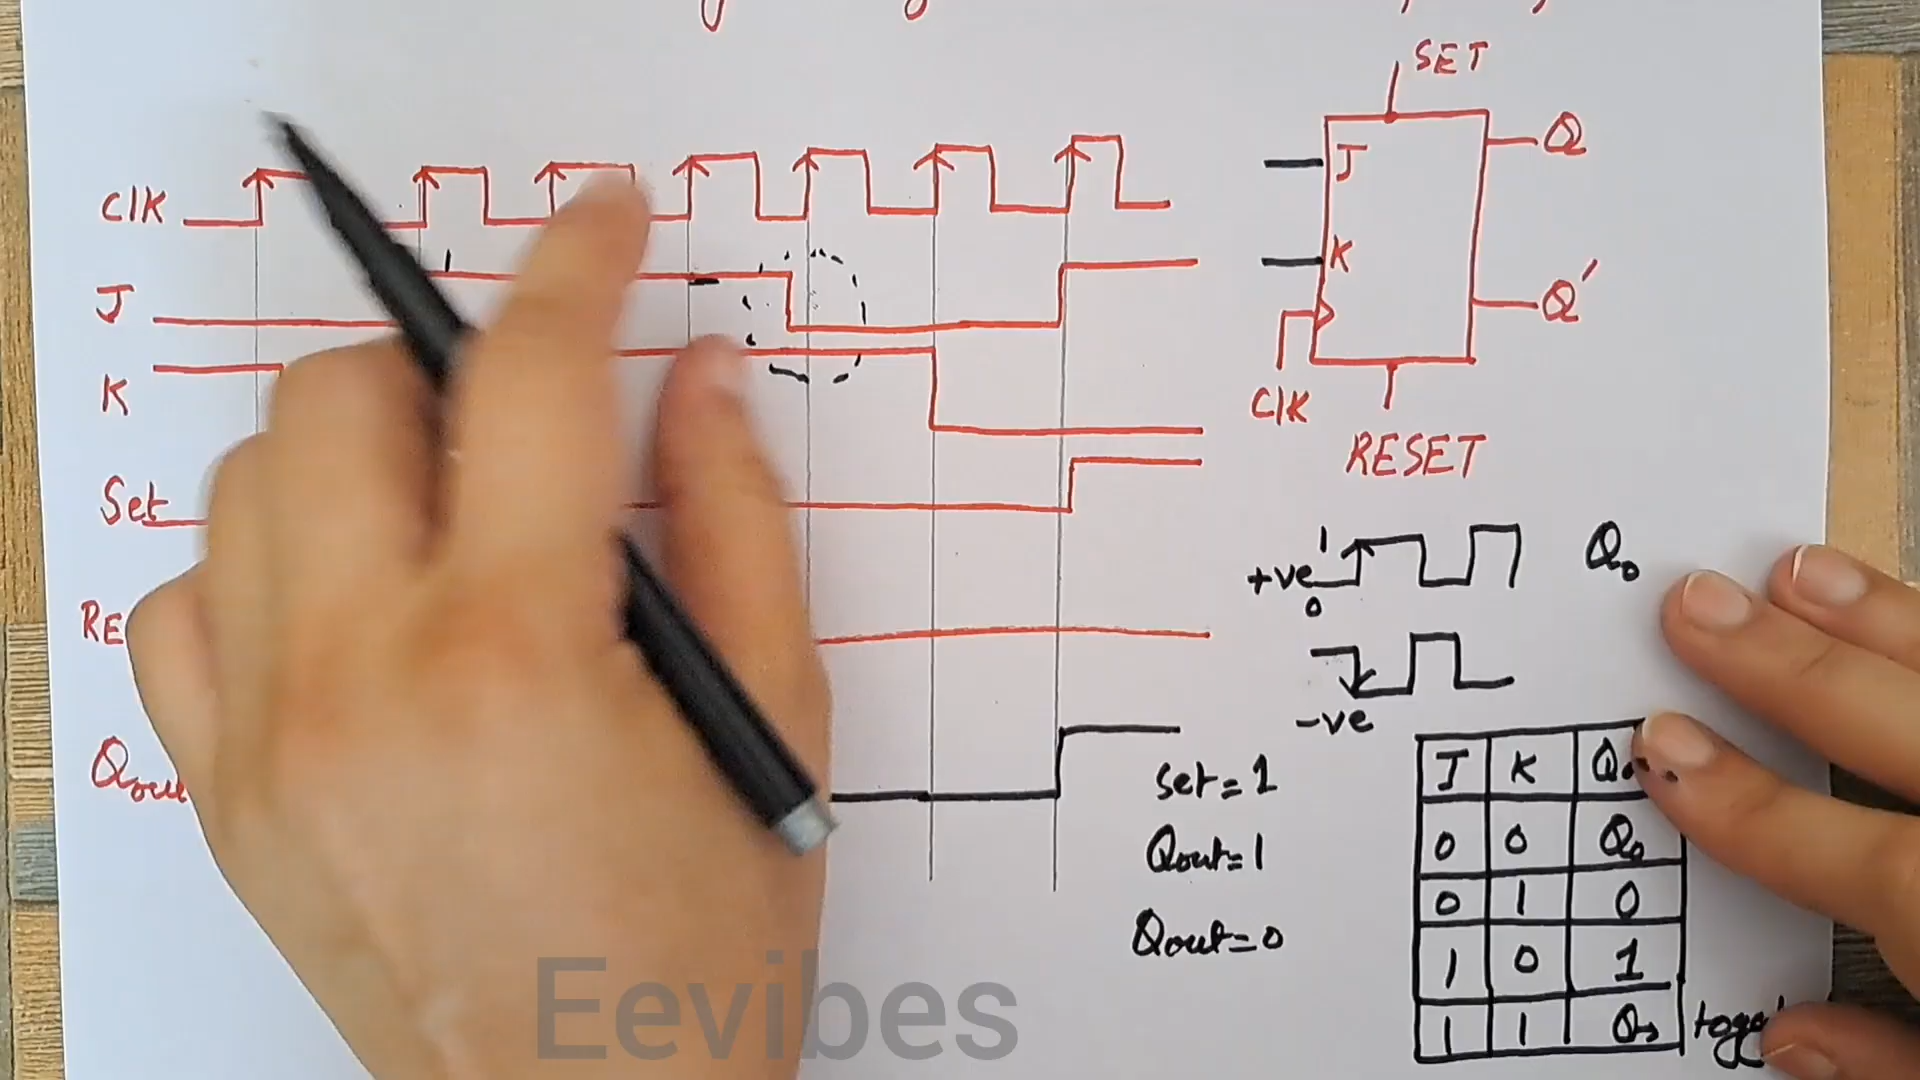 SET
ClK
J
K
Set
RE
J
K
Q
Q'
ClK
RESET
+ve
1
0
Q0
-ve
Set=1
Qout=1
Qout=0
J K
0 0 Q0
0 1 0
1 0 1
1 1
Eevibes